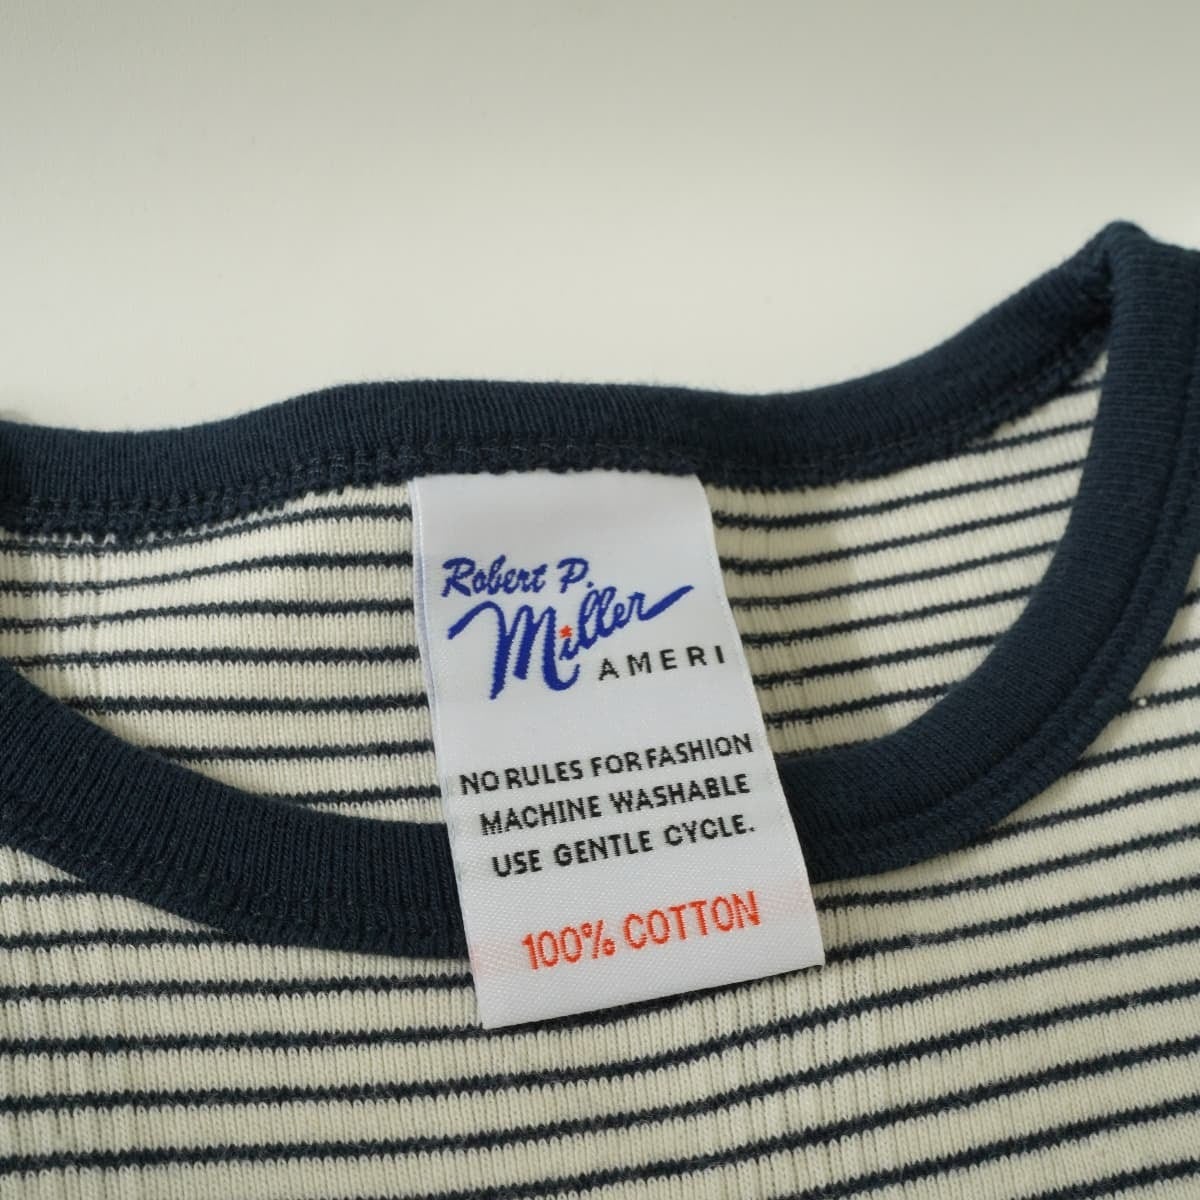 Robert P.
Miller
AMERI
NO RULES FOR FASHION
MACHINE WASHABLE
USE GENTLE CYCLE.
100% COTTON